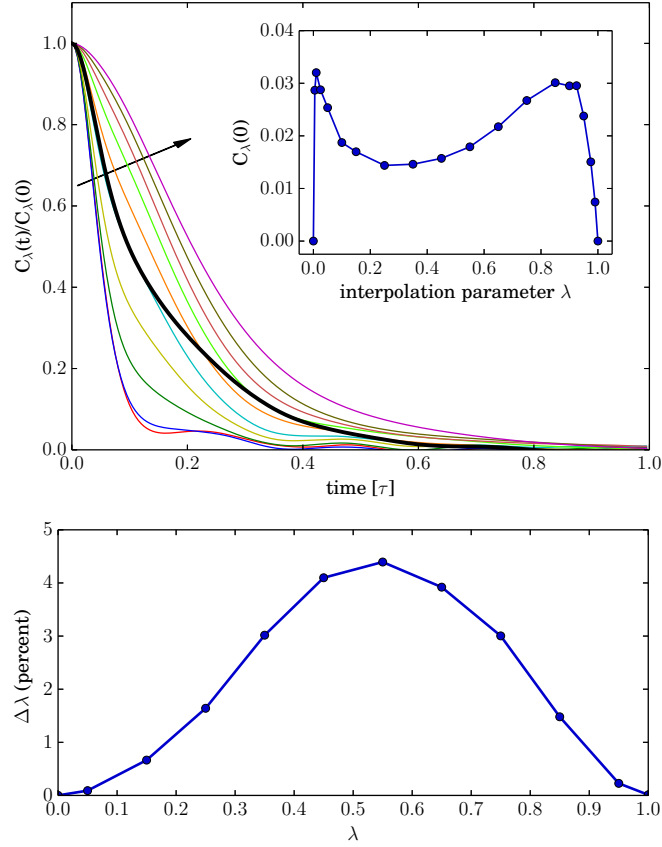 1.0
0.8
0.6
0.4
0.2
0.0
C_λ(t)/C_λ(0)
0.0 0.2 0.4 0.6 0.8 1.0
time [τ]
0.04
0.03
0.02
0.01
0.00
C_λ(0)
0.0 0.2 0.4 0.6 0.8 1.0
interpolation parameter λ
5
4
3
2
1
0
Δλ (percent)
0.0 0.1 0.2 0.3 0.4 0.5 0.6 0.7 0.8 0.9 1.0
λ